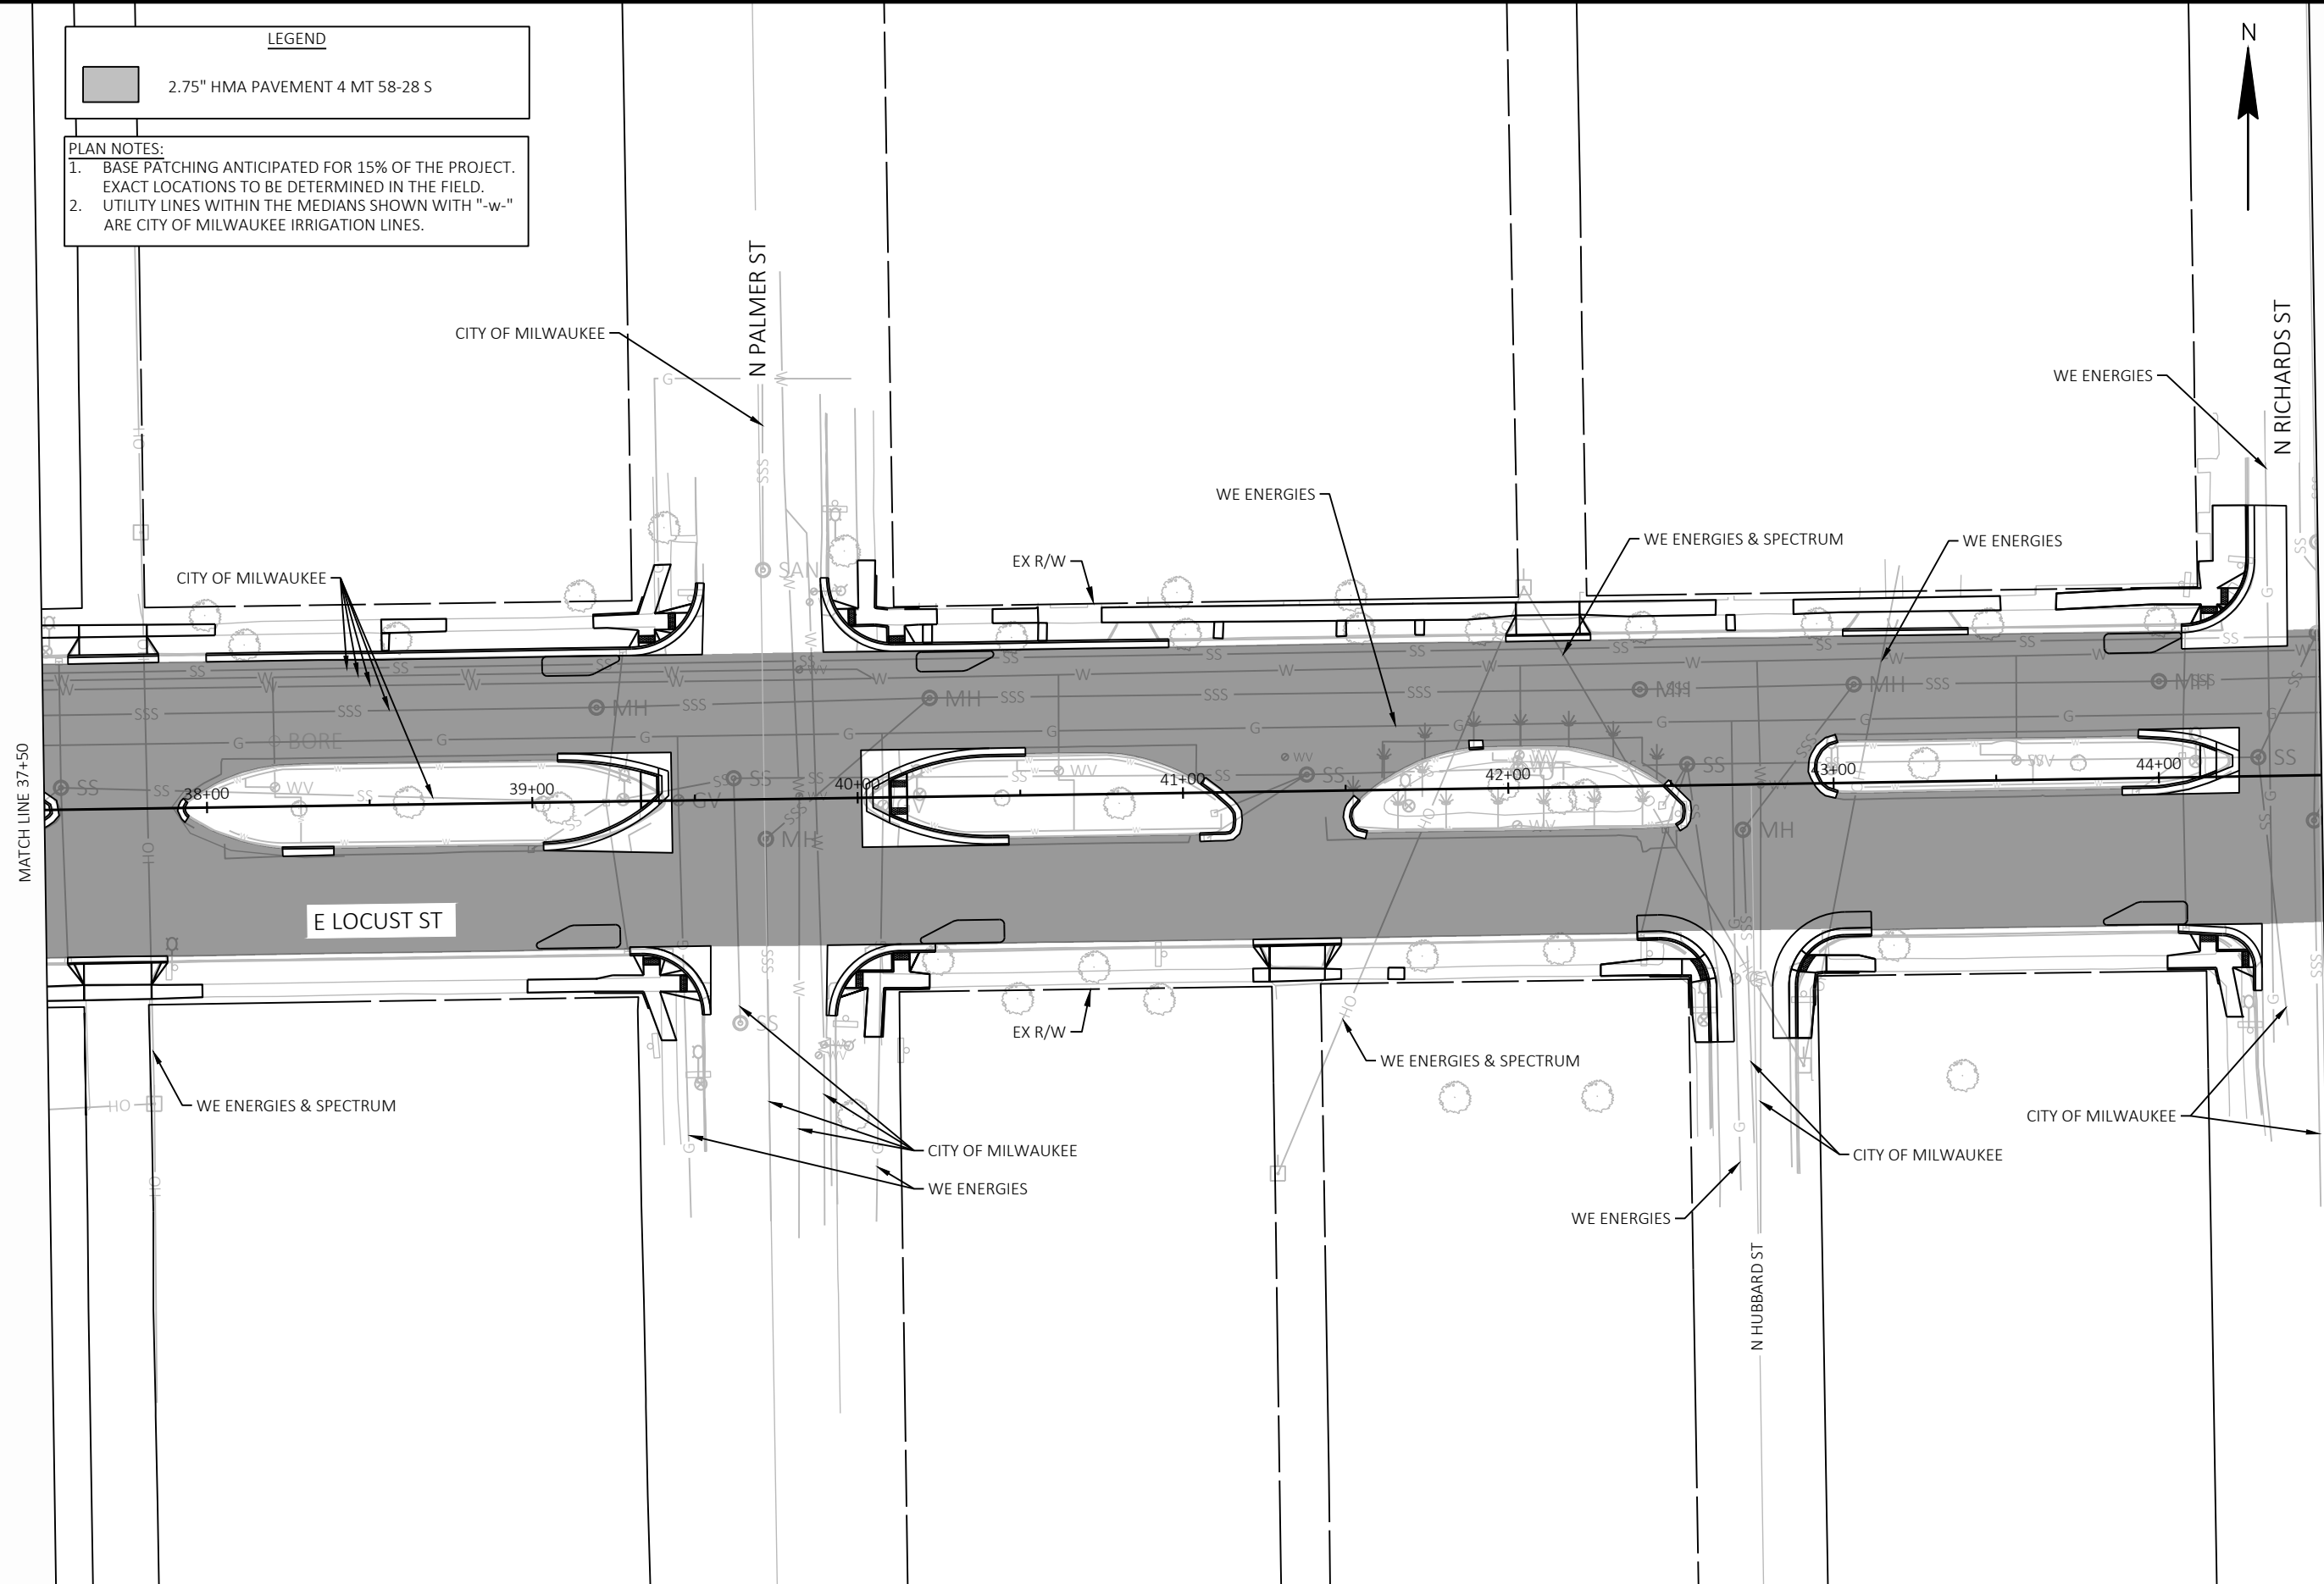 LEGEND
2.75" HMA PAVEMENT 4 MT 58-28 S
PLAN NOTES:
1. BASE PATCHING ANTICIPATED FOR 15% OF THE PROJECT.
EXACT LOCATIONS TO BE DETERMINED IN THE FIELD.
2. UTILITY LINES WITHIN THE MEDIANS SHOWN WITH "-w-"
ARE CITY OF MILWAUKEE IRRIGATION LINES.
N
N PALMER ST
N RICHARDS ST
CITY OF MILWAUKEE
WE ENERGIES
WE ENERGIES
WE ENERGIES & SPECTRUM
WE ENERGIES
EX R/W
CITY OF MILWAUKEE
SAN
MH
MH
MH
MH
MH
BORE
SS
WV
GV
SS
MH
WV
WV
SS
WV
WV
SS
MH
WV
SS
38+00
39+00
40+00
41+00
42+00
43+00
44+00
MATCH LINE 37+50
E LOCUST ST
SS
EX R/W
WE ENERGIES & SPECTRUM
WE ENERGIES & SPECTRUM
CITY OF MILWAUKEE
WE ENERGIES
CITY OF MILWAUKEE
CITY OF MILWAUKEE
WE ENERGIES
N HUBBARD ST